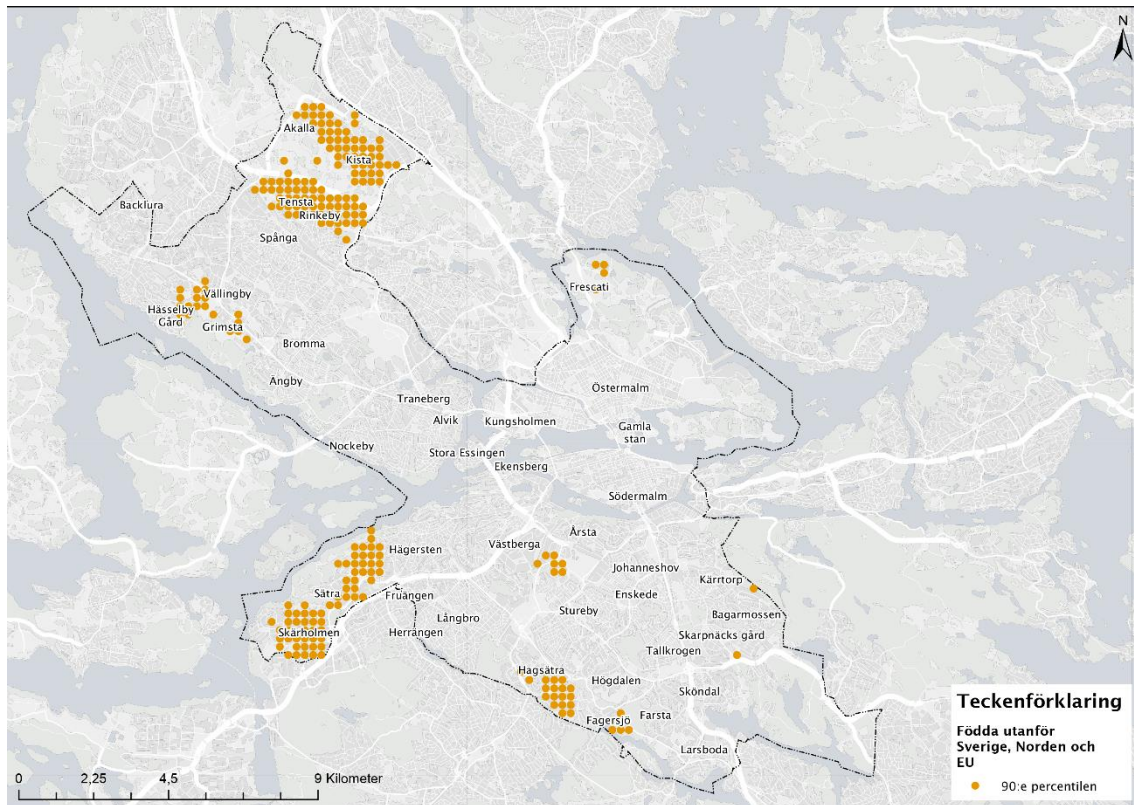 N
Akalla
Kista
Backlura
Tensta
Rinkeby
Spånga
Frescati
Vällingby
Hässelby
Gård
Grimsta
Bromma
Ängby
Östermalm
Traneberg
Alvik
Kungsholmen
Gamla
stan
Nockeby
Stora Essingen
Ekensberg
Södermalm
Årsta
Västberga
Hägersten
Johanneshov
Kärrtorp
Sätra
Fruängen
Enskede
Stureby
Bagarmossen
Långbro
Herrängen
Skärholmen
Skarpnäcks gård
Tallkrogen
Hagsätra
Högdalen
Sköndal
Fagersjö
Farsta
Larsboda
Teckenförklaring
Födda utanför
Sverige, Norden och
EU
90:e percentilen
0 2,25 4,5 9 Kilometer